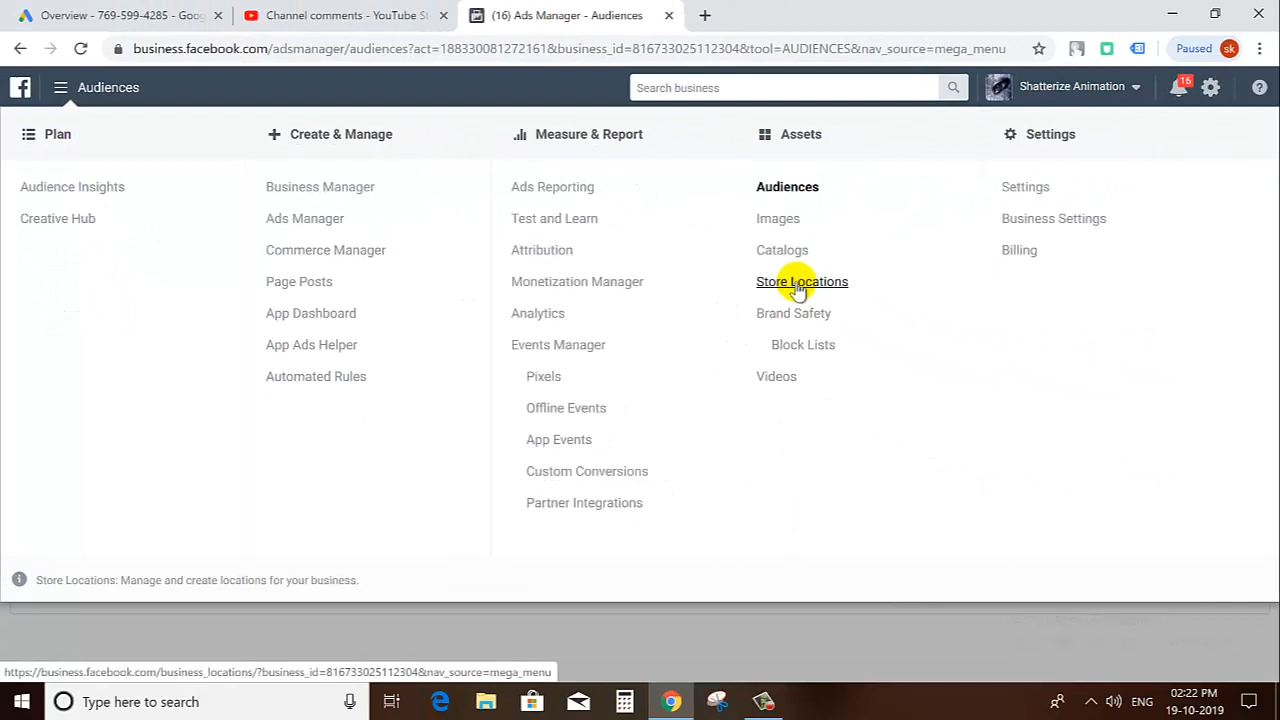 Overview - 769-599-4285 - Goog
Channel comments - YouTube St
(16) Ads Manager - Audiences
business.facebook.com/adsmanager/audiences?act=188330081272161&business_id=816733025112304&tool=AUDIENCES&nav_source=mega_menu
Paused sk
Audiences
Search business
Shatterize Animation
16
Plan
Create & Manage
Measure & Report
Assets
Settings
Audience Insights
Business Manager
Ads Reporting
Audiences
Settings
Creative Hub
Ads Manager
Test and Learn
Images
Business Settings
Commerce Manager
Attribution
Catalogs
Billing
Page Posts
Monetization Manager
Store Locations
App Dashboard
Analytics
Brand Safety
App Ads Helper
Events Manager
Block Lists
Automated Rules
Pixels
Videos
Offline Events
App Events
Custom Conversions
Partner Integrations
Store Locations: Manage and create locations for your business.
https://business.facebook.com/business_locations/?business_id=816733025112304&nav_source=mega_menu
Type here to search
ENG
02:22 PM
19-10-2019